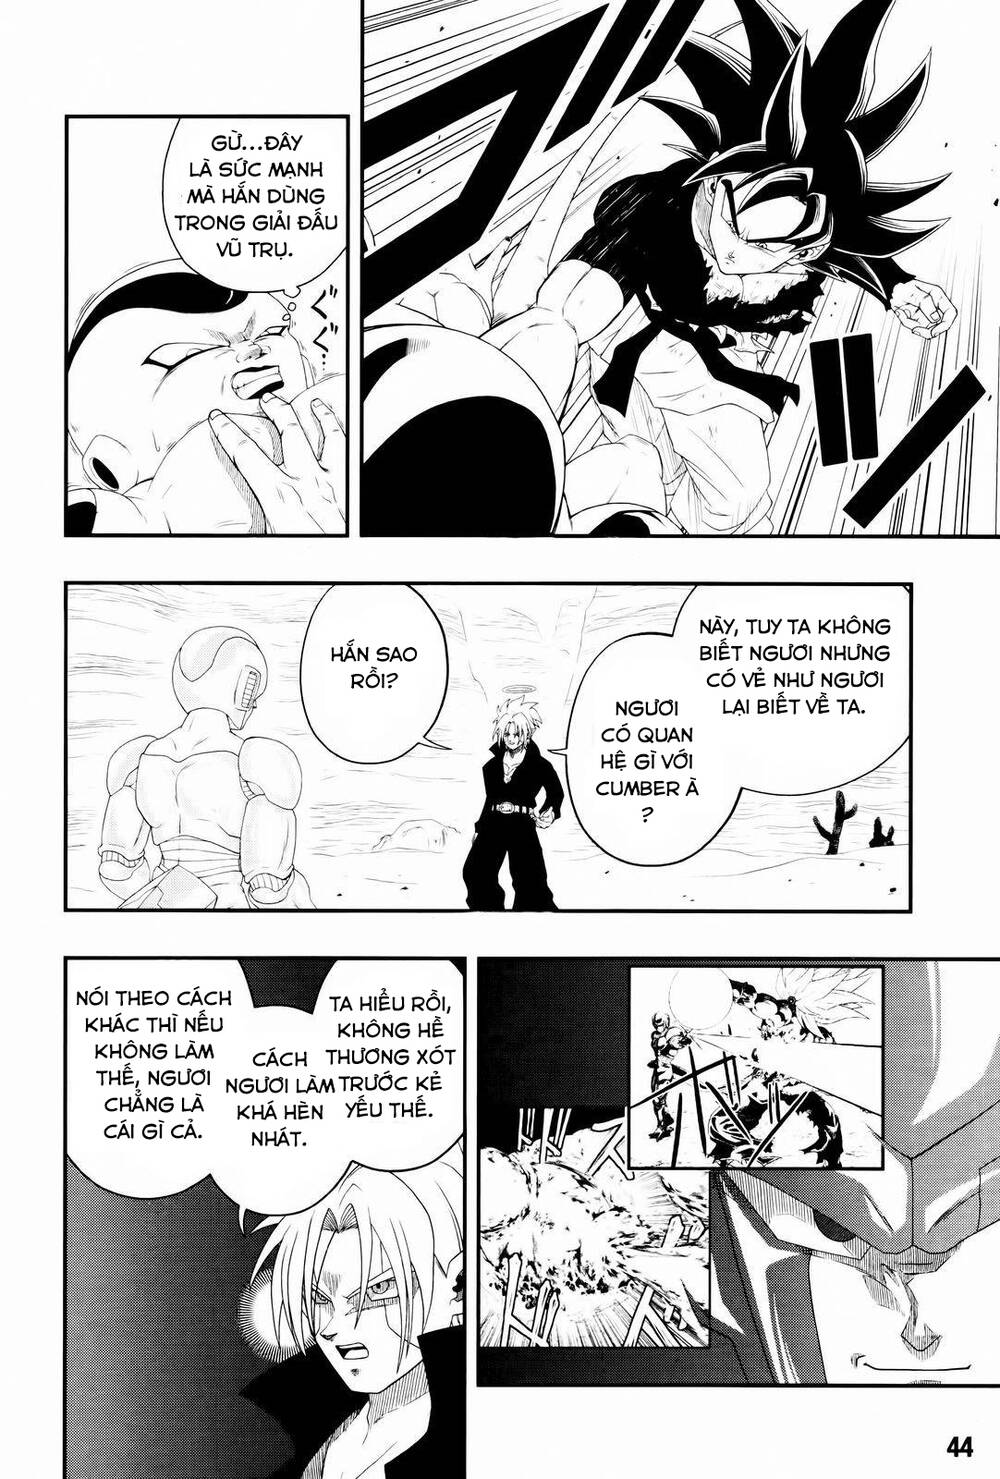 GỪ...ĐÂY
LÀ SỨC MẠNH
MÀ HẮN DÙNG
TRONG GIẢI ĐẤU
VŨ TRỤ.
NÀY, TUY TA KHÔNG
BIẾT NGƯƠI NHƯNG
CÓ VẺ NHƯ NGƯƠI
LẠI BIẾT VỀ TA.
NGƯƠI
CÓ QUAN
HỆ GÌ VỚI
CUMBER À
?
HẮN SAO
RỒI?
TA HIỂU RỒI,
KHÔNG HỀ
THƯƠNG XÓT
TRƯỚC KẺ
YẾU THẾ.
CÁCH
NGƯƠI LÀM
KHÁ HÈN
NHÁT.
NÓI THEO CÁCH
KHÁC THÌ NẾU
KHÔNG LÀM
THẾ, NGƯƠI
CHẲNG LÀ
CÁI GÌ CẢ.
44